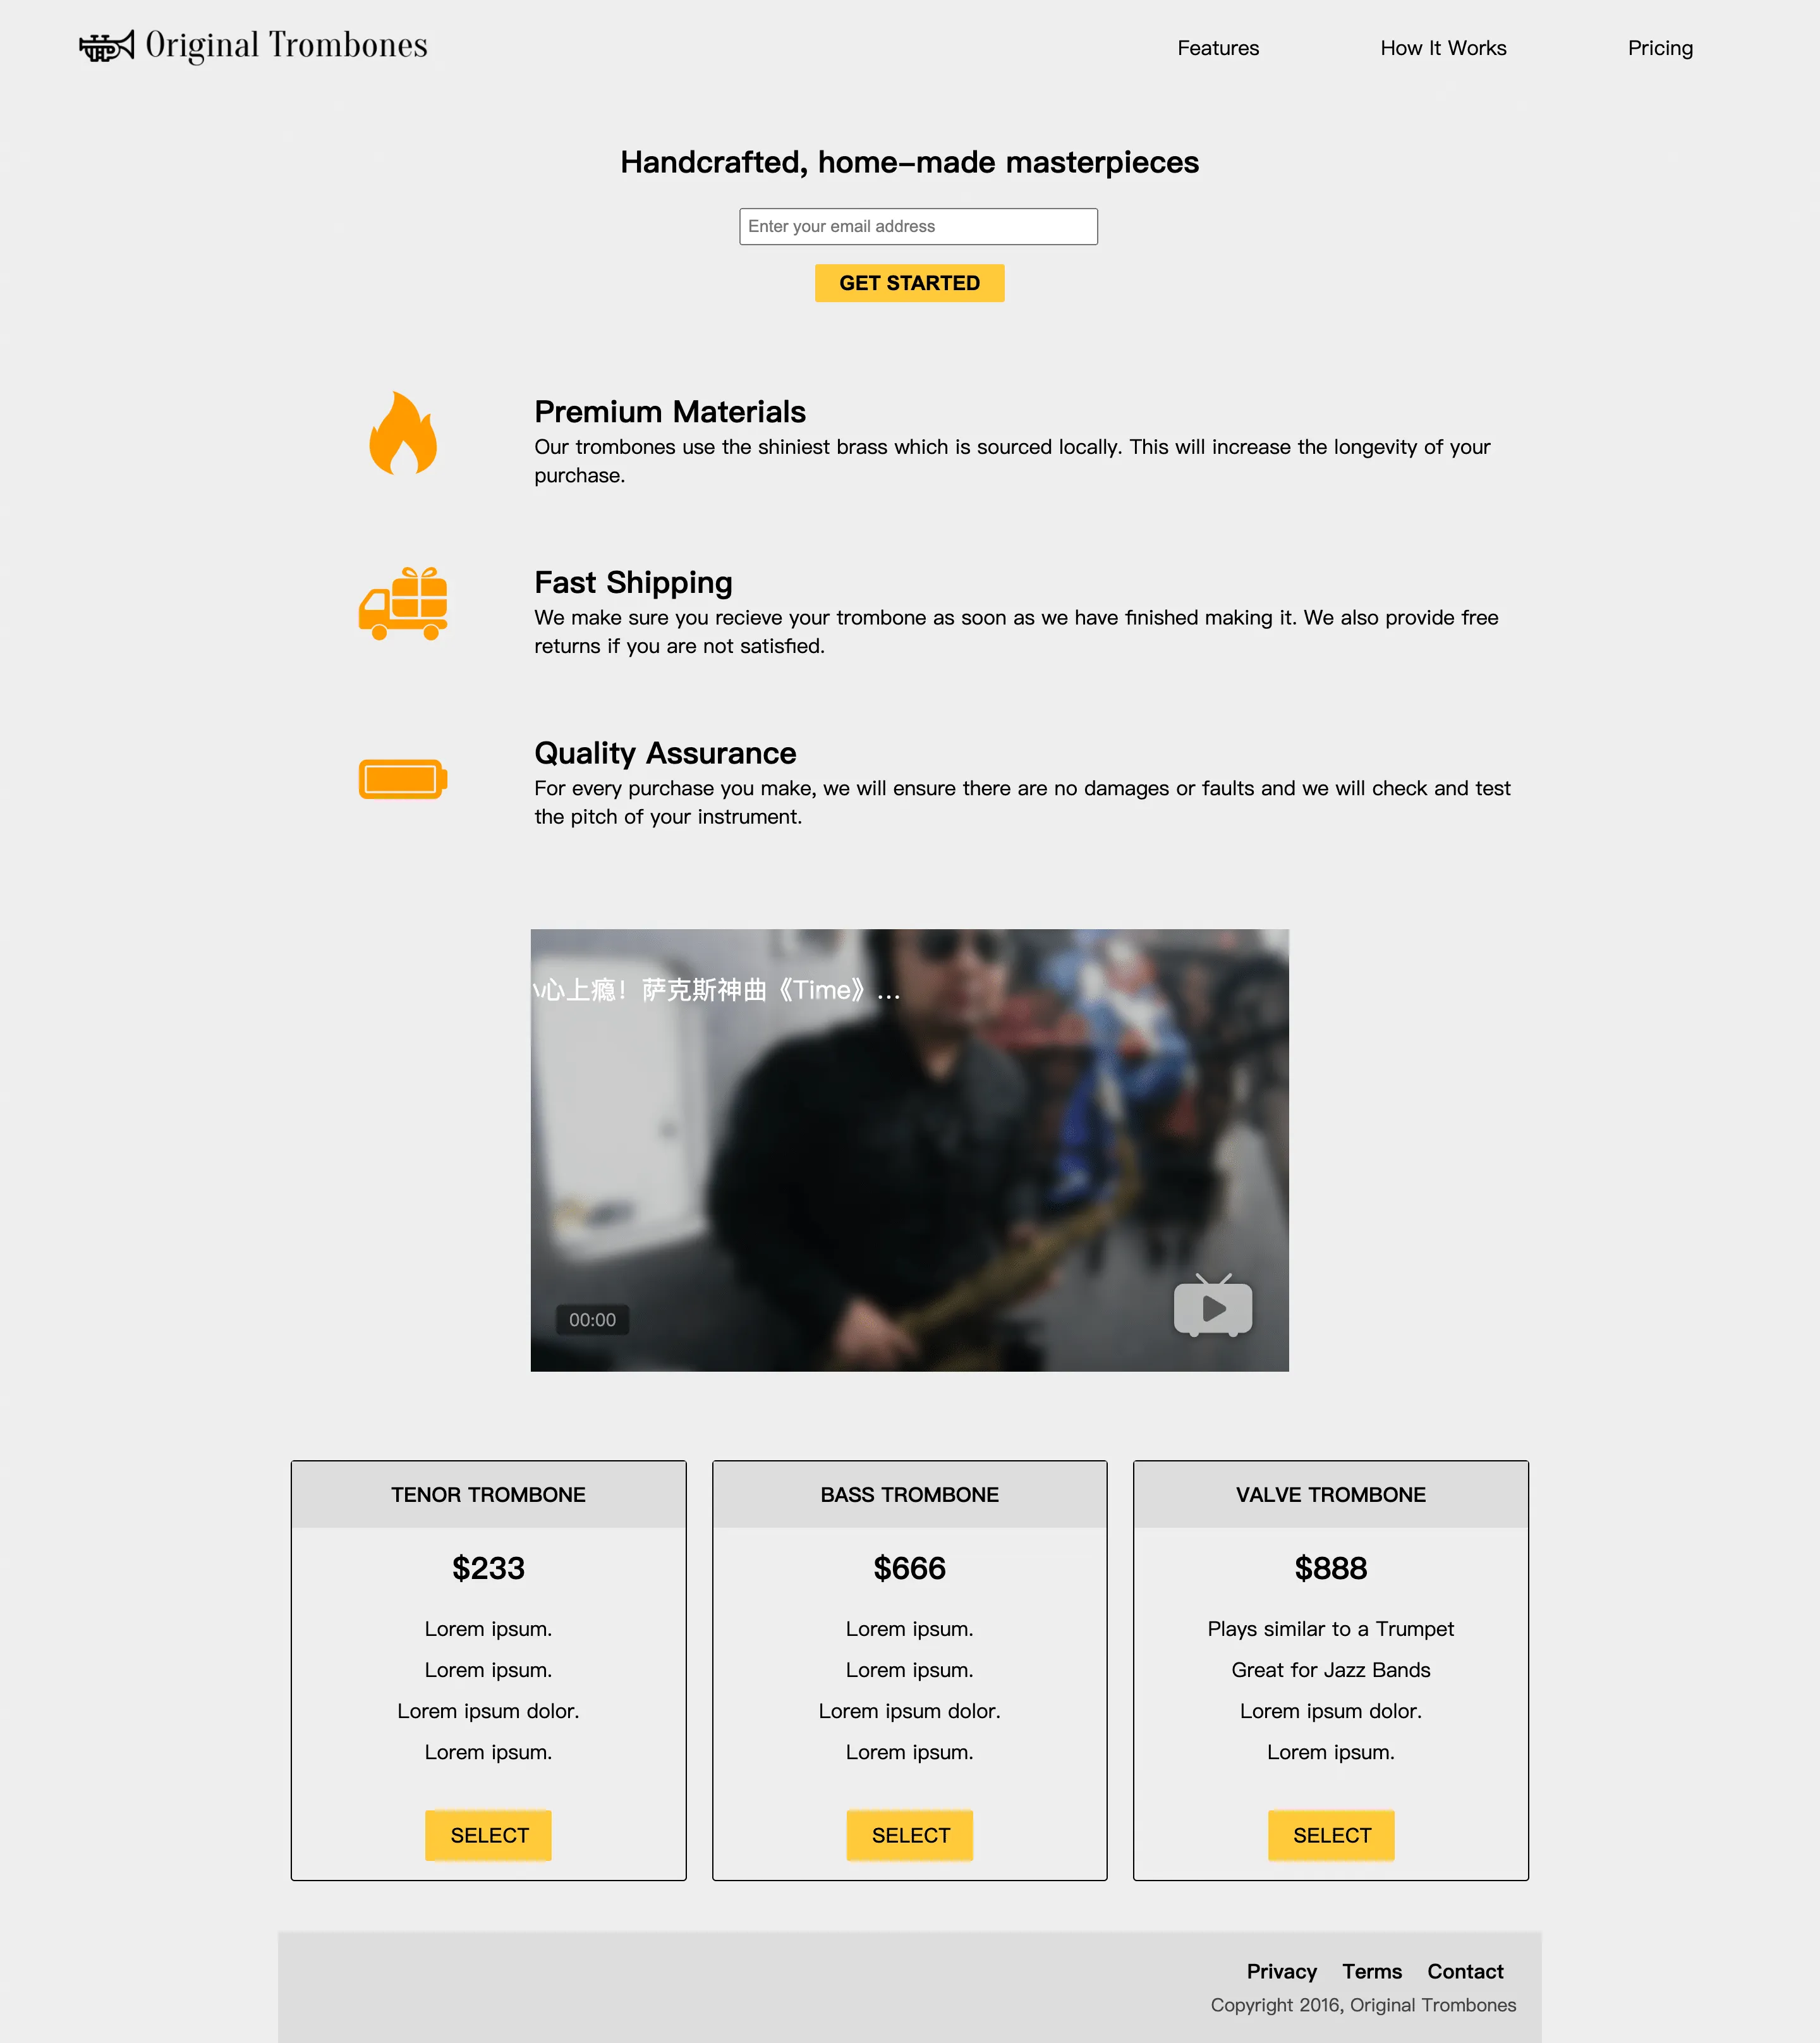 Original Trombones
Features
How It Works
Pricing
Handcrafted, home-made masterpieces
Enter your email address
GET STARTED
Premium Materials
Our trombones use the shiniest brass which is sourced locally. This will increase the longevity of your
purchase.
Fast Shipping
We make sure you recieve your trombone as soon as we have finished making it. We also provide free
returns if you are not satisfied.
Quality Assurance
For every purchase you make, we will ensure there are no damages or faults and we will check and test
the pitch of your instrument.
心上瘾！萨克斯神曲《Time》...
00:00
TENOR TROMBONE
$233
Lorem ipsum.
Lorem ipsum.
Lorem ipsum dolor.
Lorem ipsum.
SELECT
BASS TROMBONE
$666
Lorem ipsum.
Lorem ipsum.
Lorem ipsum dolor.
Lorem ipsum.
SELECT
VALVE TROMBONE
$888
Plays similar to a Trumpet
Great for Jazz Bands
Lorem ipsum dolor.
Lorem ipsum.
SELECT
Privacy Terms Contact
Copyright 2016, Original Trombones